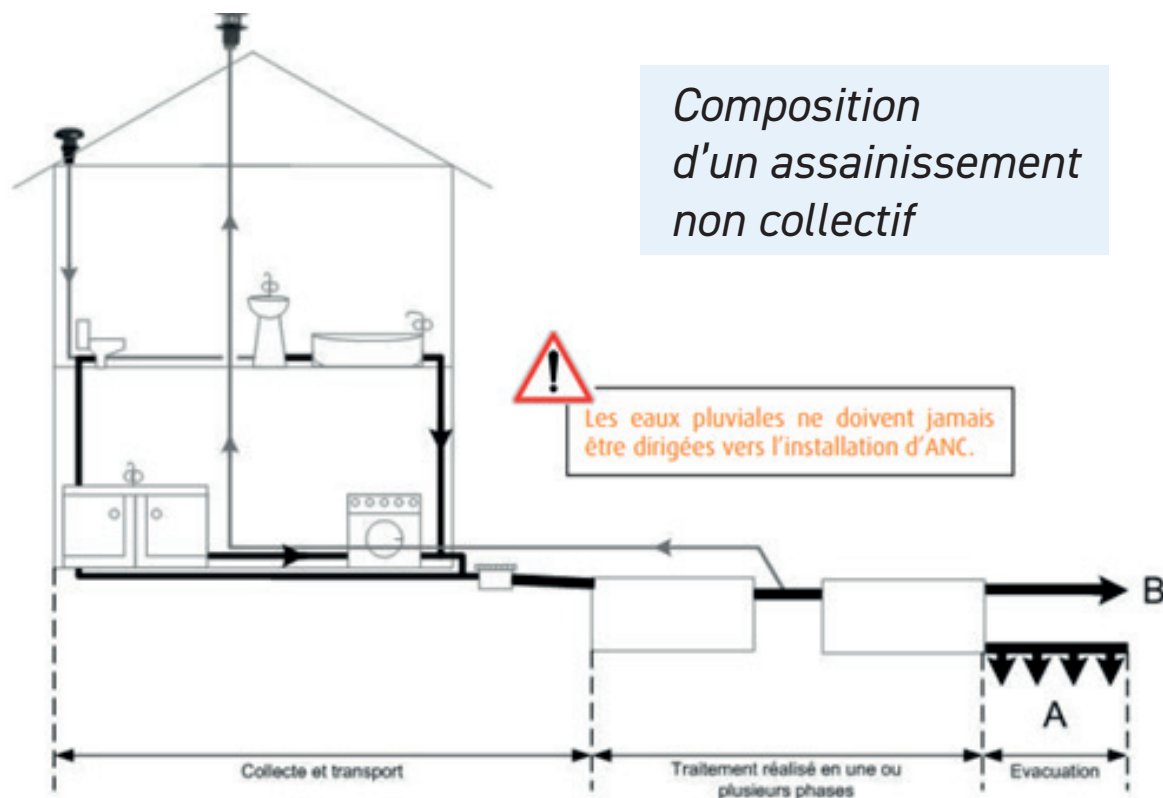 Composition
d'un assainissement
non collectif
Les eaux pluviales ne doivent jamais
être dirigées vers l'installation d'ANC.
B
A
Collecte et transport
Traitement réalisé en une ou
plusieurs phases
Evacuation